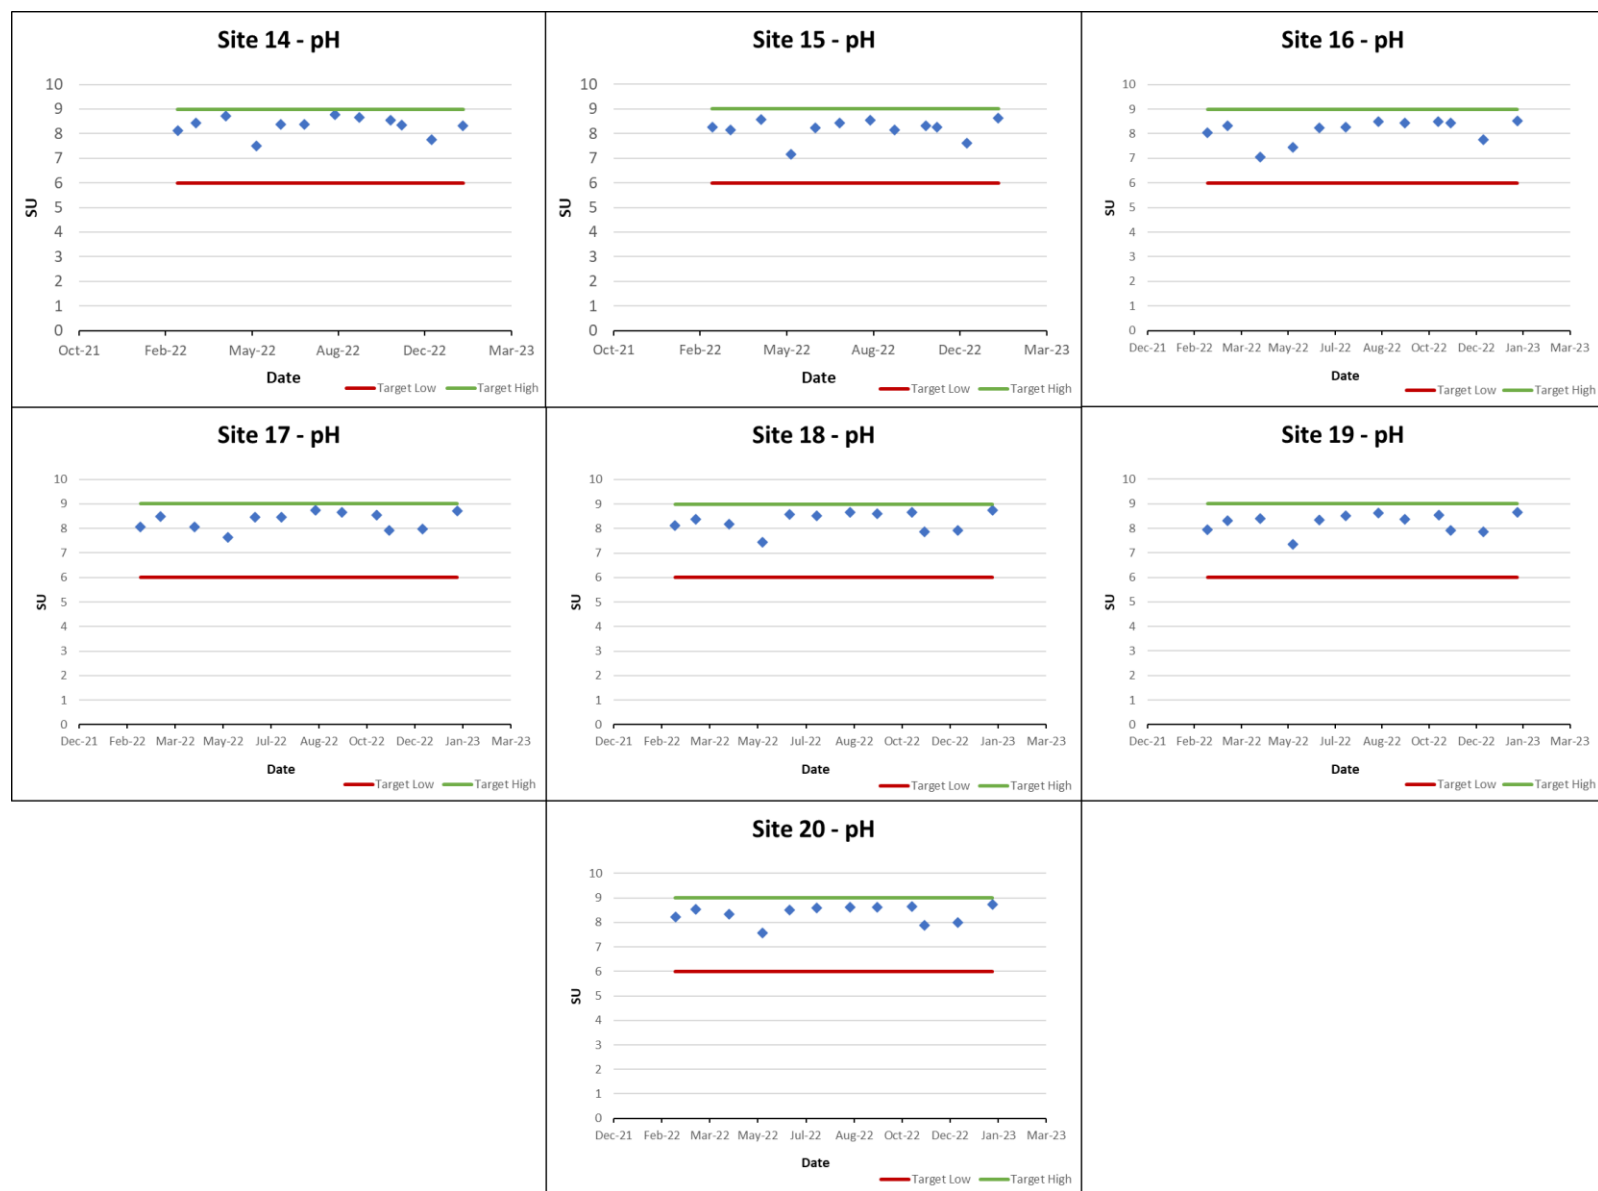 Site 14 - pH
10
9
8
7
6
5
4
3
2
1
0
SU
Oct-21 Feb-22 May-22 Aug-22 Dec-22 Mar-23
Date
Target Low Target High
Site 15 - pH
10
9
8
7
6
5
4
3
2
1
0
SU
Oct-21 Feb-22 May-22 Aug-22 Dec-22 Mar-23
Date
Target Low Target High
Site 16 - pH
10
9
8
7
6
5
4
3
2
1
0
SU
Dec-21 Feb-22 Mar-22 May-22 Jul-22 Aug-22 Oct-22 Dec-22 Jan-23 Mar-23
Date
Target Low Target High
Site 17 - pH
10
9
8
7
6
5
4
3
2
1
0
SU
Dec-21 Feb-22 Mar-22 May-22 Jul-22 Aug-22 Oct-22 Dec-22 Jan-23 Mar-23
Date
Target Low Target High
Site 18 - pH
10
9
8
7
6
5
4
3
2
1
0
SU
Dec-21 Feb-22 Mar-22 May-22 Jul-22 Aug-22 Oct-22 Dec-22 Jan-23 Mar-23
Date
Target Low Target High
Site 19 - pH
10
9
8
7
6
5
4
3
2
1
0
SU
Dec-21 Feb-22 Mar-22 May-22 Jul-22 Aug-22 Oct-22 Dec-22 Jan-23 Mar-23
Date
Target Low Target High
Site 20 - pH
10
9
8
7
6
5
4
3
2
1
0
SU
Dec-21 Feb-22 Mar-22 May-22 Jul-22 Aug-22 Oct-22 Dec-22 Jan-23 Mar-23
Date
Target Low Target High